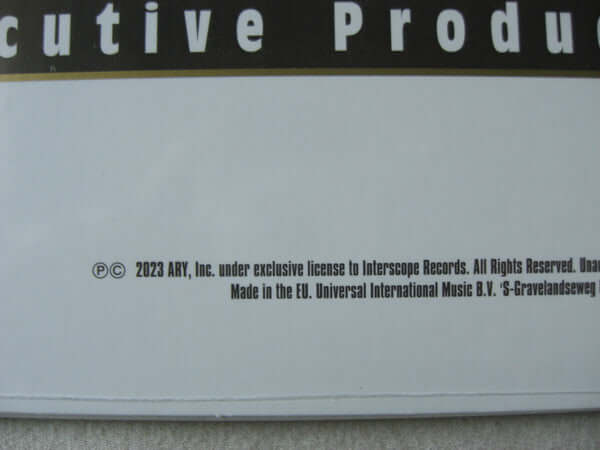 cutive Produc
℗© 2023 ARY, Inc. under exclusive license to Interscope Records. All Rights Reserved. Unau
Made in the EU. Universal International Music B.V. 'S-Gravelandseweg